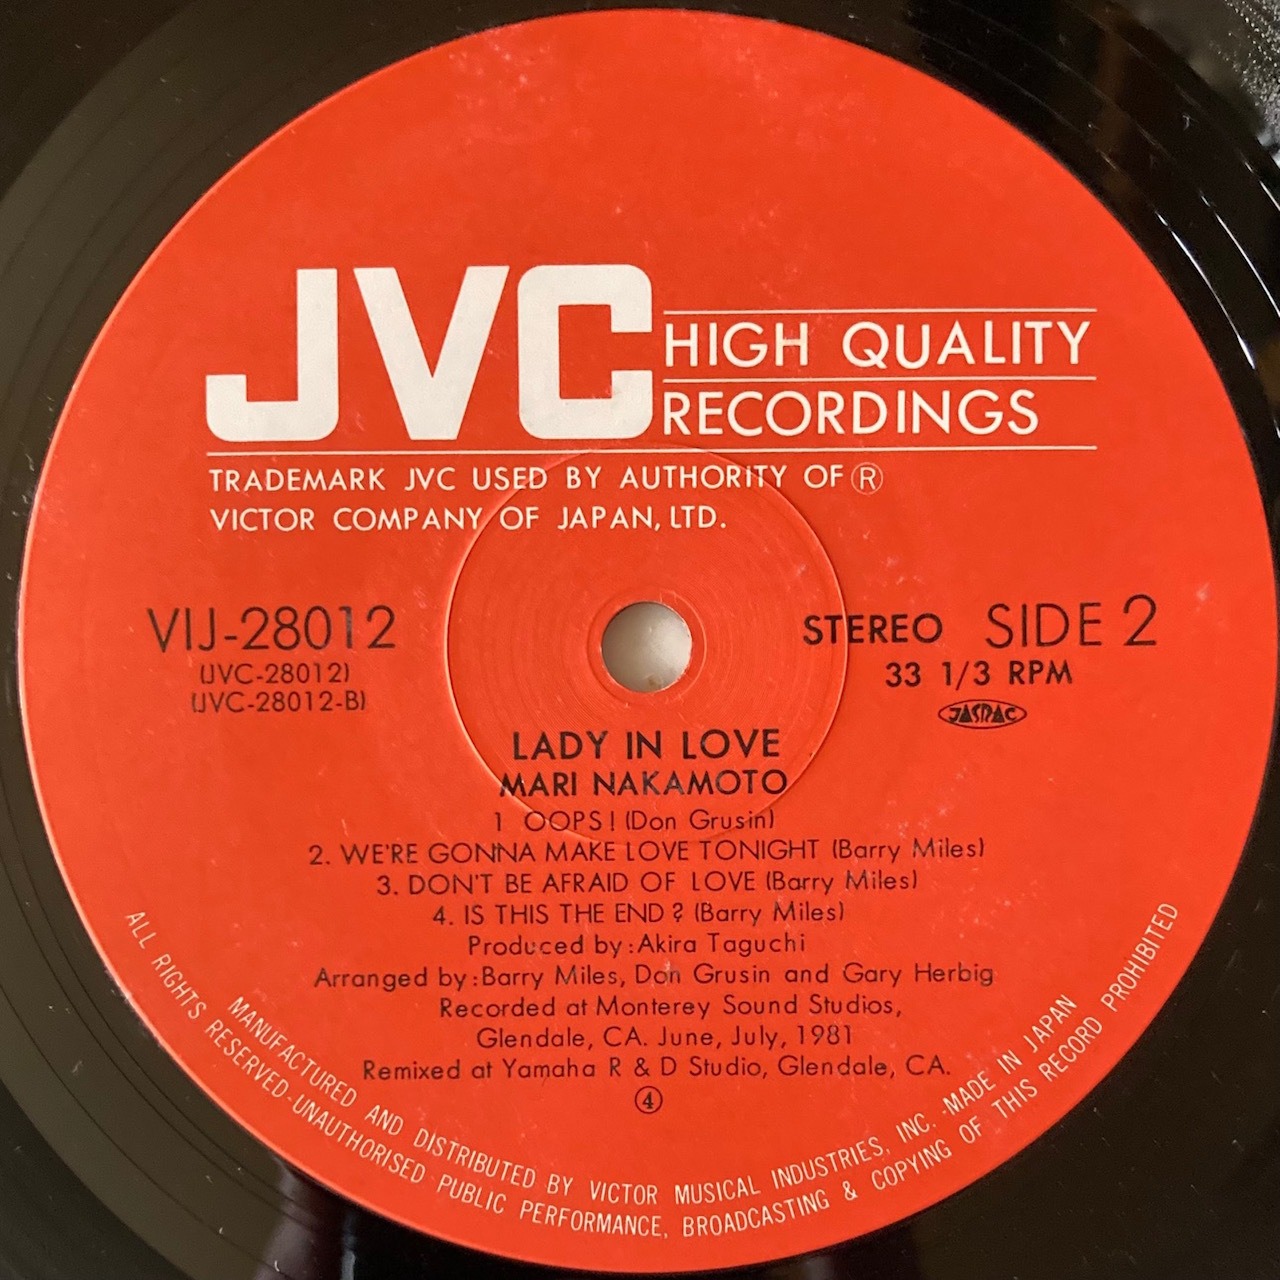 JVC
HIGH QUALITY
RECORDINGS
TRADEMARK JVC USED BY AUTHORITY OF Ⓡ
VICTOR COMPANY OF JAPAN, LTD.
VIJ-28012
(JVC-28012)
(JVC-28012-B)
STEREO SIDE 2
33 1/3 RPM
JASRAC
LADY IN LOVE
MARI NAKAMOTO
1 OOPS! (Don Grusin)
2. WE'RE GONNA MAKE LOVE TONIGHT (Barry Miles)
3. DON'T BE AFRAID OF LOVE (Barry Miles)
4. IS THIS THE END? (Barry Miles)
Produced by: Akira Taguchi
Arranged by: Barry Miles, Don Grusin and Gary Herbig
Recorded at Monterey Sound Studios,
Glendale, CA. June, July, 1981
Remixed at Yamaha R & D Studio, Glendale, CA.
④
MANUFACTURED AND DISTRIBUTED BY VICTOR MUSICAL INDUSTRIES, INC. · MADE IN JAPAN
ALL RIGHTS RESERVED·UNAUTHORISED PUBLIC PERFORMANCE, BROADCASTING & COPYING OF THIS RECORD PROHIBITED